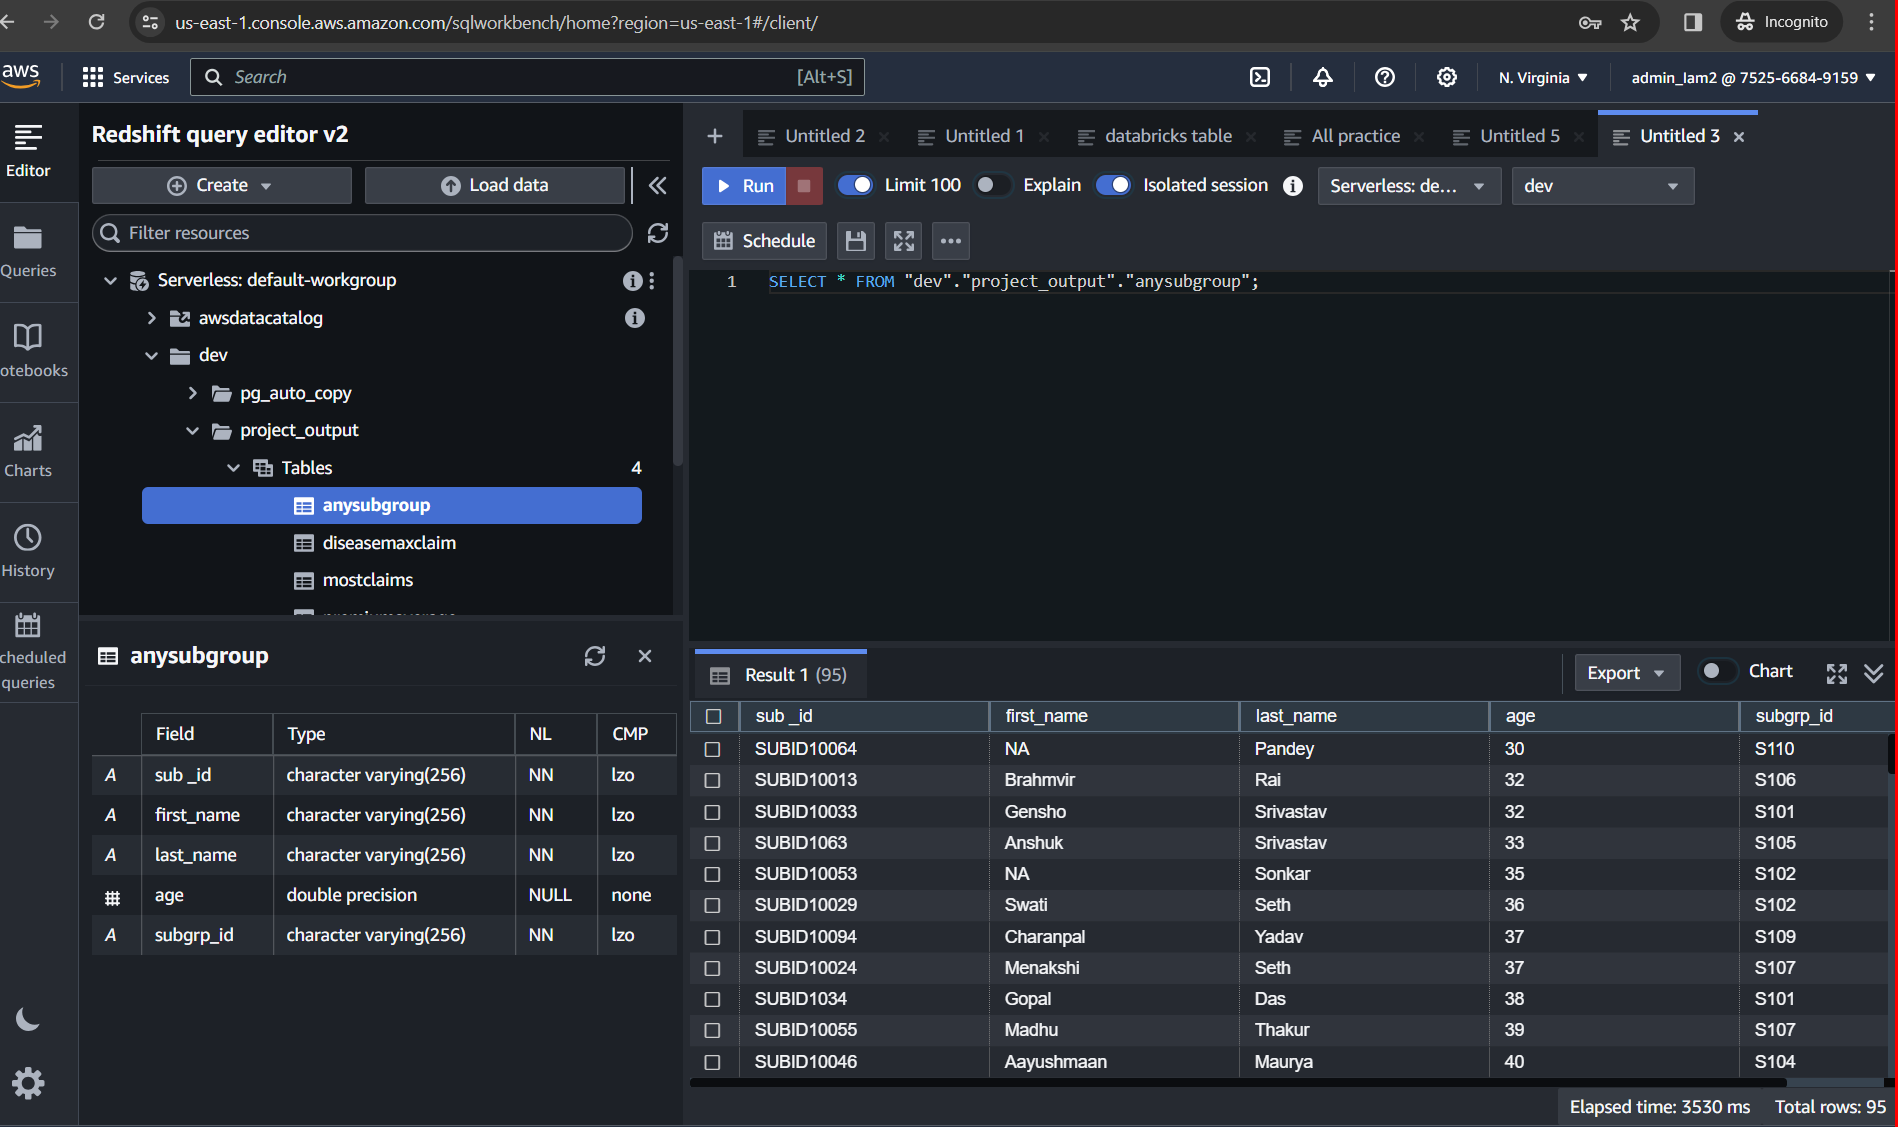 us-east-1.console.aws.amazon.com/sqlworkbench/home?region=us-east-1#/client/
Incognito
aws
Services
Search
[Alt+S]
N. Virginia
admin_Iam2 @ 7525-6684-9159
Editor
Queries
otebooks
Charts
History
cheduled
queries
Redshift query editor v2
Create
Load data
Filter resources
Serverless: default-workgroup
awsdatacatalog
dev
pg_auto_copy
project_output
Tables 4
anysubgroup
diseasemaxclaim
mostclaims
anysubgroup
Field Type NL CMP
A sub _id character varying(256) NN lzo
A first_name character varying(256) NN lzo
A last_name character varying(256) NN lzo
# age double precision NULL none
A subgrp_id character varying(256) NN lzo
Untitled 2
Untitled 1
databricks table
All practice
Untitled 5
Untitled 3
Run
Limit 100
Explain
Isolated session
Serverless: de...
dev
Schedule
1 SELECT * FROM "dev"."project_output"."anysubgroup";
Result 1 (95)
Export
Chart
sub _id first_name last_name age subgrp_id
SUBID10064 NA Pandey 30 S110
SUBID10013 Brahmvir Rai 32 S106
SUBID10033 Gensho Srivastav 32 S101
SUBID1063 Anshuk Srivastav 33 S105
SUBID10053 NA Sonkar 35 S102
SUBID10029 Swati Seth 36 S102
SUBID10094 Charanpal Yadav 37 S109
SUBID10024 Menakshi Seth 37 S107
SUBID1034 Gopal Das 38 S101
SUBID10055 Madhu Thakur 39 S107
SUBID10046 Aayushmaan Maurya 40 S104
Elapsed time: 3530 ms
Total rows: 95